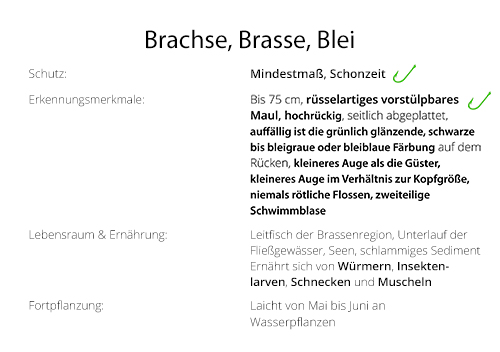 Brachse, Brasse, Blei
Schutz:
Mindestmaß, Schonzeit
Erkennungsmerkmale:
Bis 75 cm, rüsselartiges vorstülpbares
Maul, hochrückig, seitlich abgeplattet,
auffällig ist die grünlich glänzende, schwarze
bis bleigraue oder bleiblaue Färbung auf dem
Rücken, kleineres Auge als die Güster,
kleineres Auge im Verhältnis zur Kopfgröße,
niemals rötliche Flossen, zweiteilige
Schwimmblase
Lebensraum & Ernährung:
Leitfisch der Brassenregion, Unterlauf der
Fließgewässer, Seen, schlammiges Sediment
Ernährt sich von Würmern, Insekten-
larven, Schnecken und Muscheln
Fortpflanzung:
Laicht von Mai bis Juni an
Wasserpflanzen